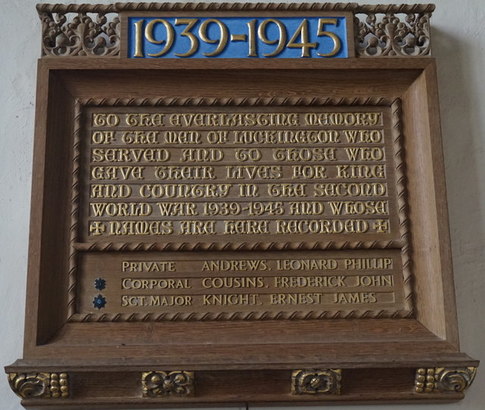 1939-1945
TO THE EVERLASTING MEMORY
OF THE MEN OF LUCKINGTON WHO
SERVED AND TO THOSE WHO
GAVE THEIR LIVES FOR KING
AND COUNTRY IN THE SECOND
WORLD WAR 1939-1945 AND WHOSE
NAMES ARE HERE RECORDED
PRIVATE ANDREWS, LEONARD PHILLIP
CORPORAL COUSINS, FREDERICK JOHN
SGT. MAJOR KNIGHT, ERNEST JAMES